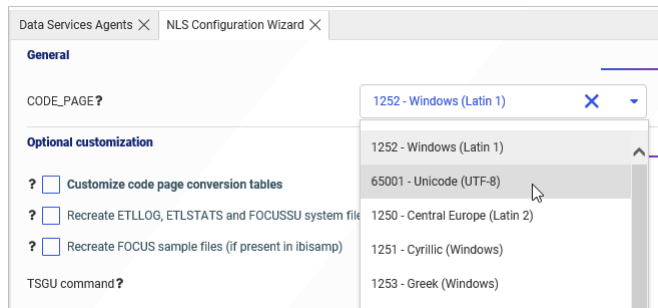 Data Services Agents
NLS Configuration Wizard
General
CODE_PAGE?
1252 - Windows (Latin 1)
1252 - Windows (Latin 1)
Optional customization
65001 - Unicode (UTF-8)
? Customize code page conversion tables
? Recreate ETLLOG, ETLSTATS and FOCUSSU system file
1250 - Central Europe (Latin 2)
? Recreate FOCUS sample files (if present in ibisamp)
1251 - Cyrillic (Windows)
TSGU command?
1253 - Greek (Windows)